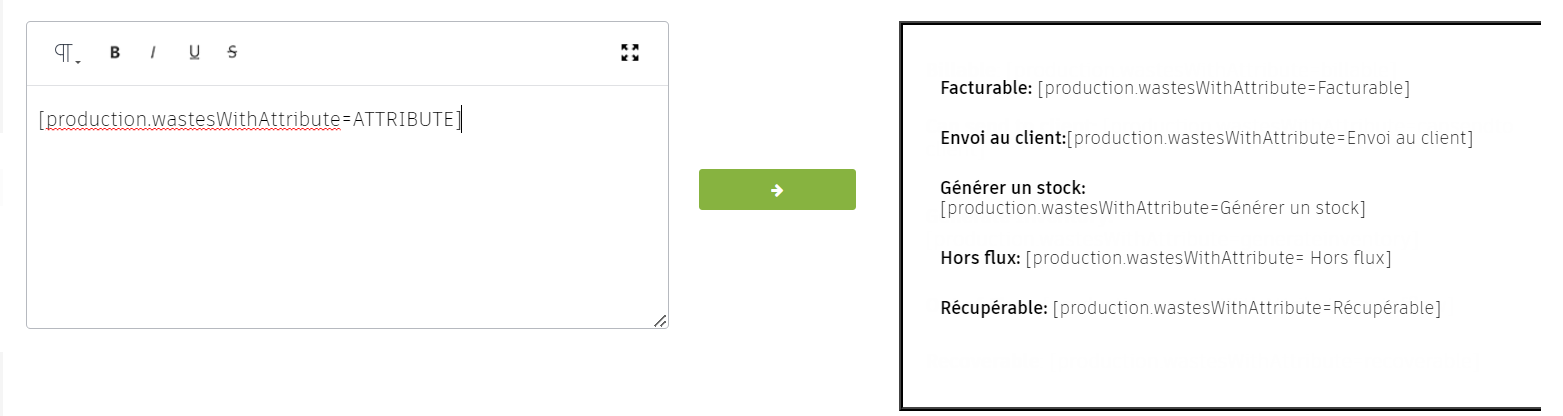 B I U S
[production.wastesWithAttribute=ATTRIBUTE]
Facturable: [production.wastesWithAttribute=Facturable]
Envoi au client:[production.wastesWithAttribute=Envoi au client]
Générer un stock:
[production.wastesWithAttribute=Générer un stock]
Hors flux: [production.wastesWithAttribute= Hors flux]
Récupérable: [production.wastesWithAttribute=Récupérable]